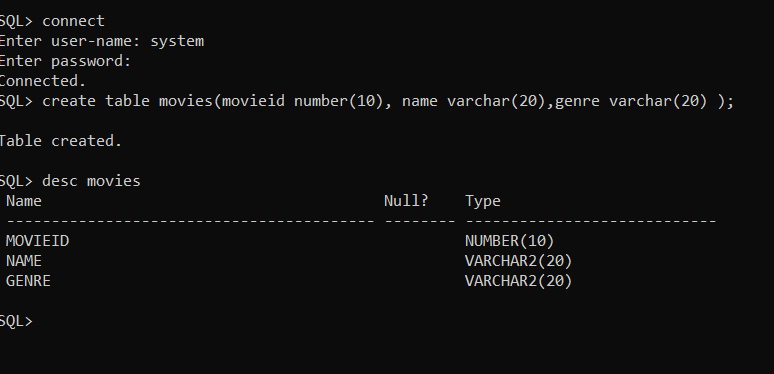 SQL> connect
Enter user-name: system
Enter password:
Connected.
SQL> create table movies(movieid number(10), name varchar(20),genre varchar(20) );
Table created.
SQL> desc movies
Name Null? Type
----------------------------------------- -------- ----------------------------
MOVIEID NUMBER(10)
NAME VARCHAR2(20)
GENRE VARCHAR2(20)
SQL>